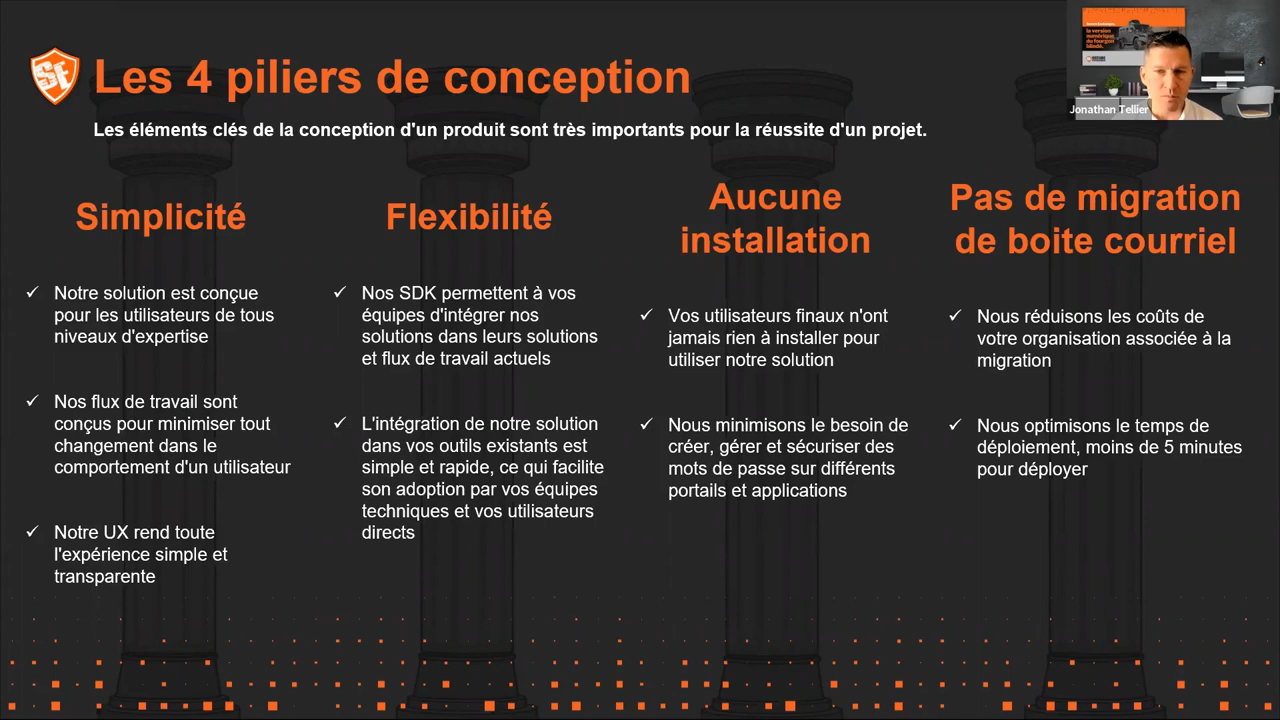 SF
Les 4 piliers de conception
Les éléments clés de la conception d'un produit sont très importants pour la réussite d'un projet.
la version
numérique
du fourgon
blindé.
Jonathan Tellier
Simplicité
Notre solution est conçue
pour les utilisateurs de tous
niveaux d'expertise
Nos flux de travail sont
conçus pour minimiser tout
changement dans le
comportement d'un utilisateur
Notre UX rend toute
l'expérience simple et
transparente
Flexibilité
Nos SDK permettent à vos
équipes d'intégrer nos
solutions dans leurs solutions
et flux de travail actuels
L'intégration de notre solution
dans vos outils existants est
simple et rapide, ce qui facilite
son adoption par vos équipes
techniques et vos utilisateurs
directs
Aucune
installation
Vos utilisateurs finaux n'ont
jamais rien à installer pour
utiliser notre solution
Nous minimisons le besoin de
créer, gérer et sécuriser des
mots de passe sur différents
portails et applications
Pas de migration
de boite courriel
Nous réduisons les coûts de
votre organisation associée à la
migration
Nous optimisons le temps de
déploiement, moins de 5 minutes
pour déployer